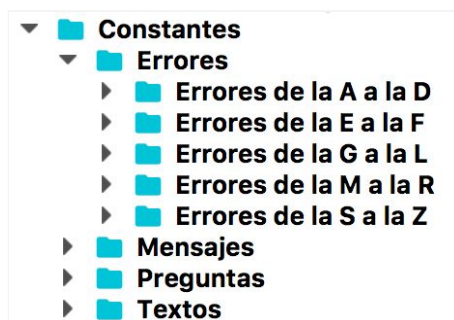 Constantes
Errores
Errores de la A a la D
Errores de la E a la F
Errores de la G a la L
Errores de la M a la R
Errores de la S a la Z
Mensajes
Preguntas
Textos